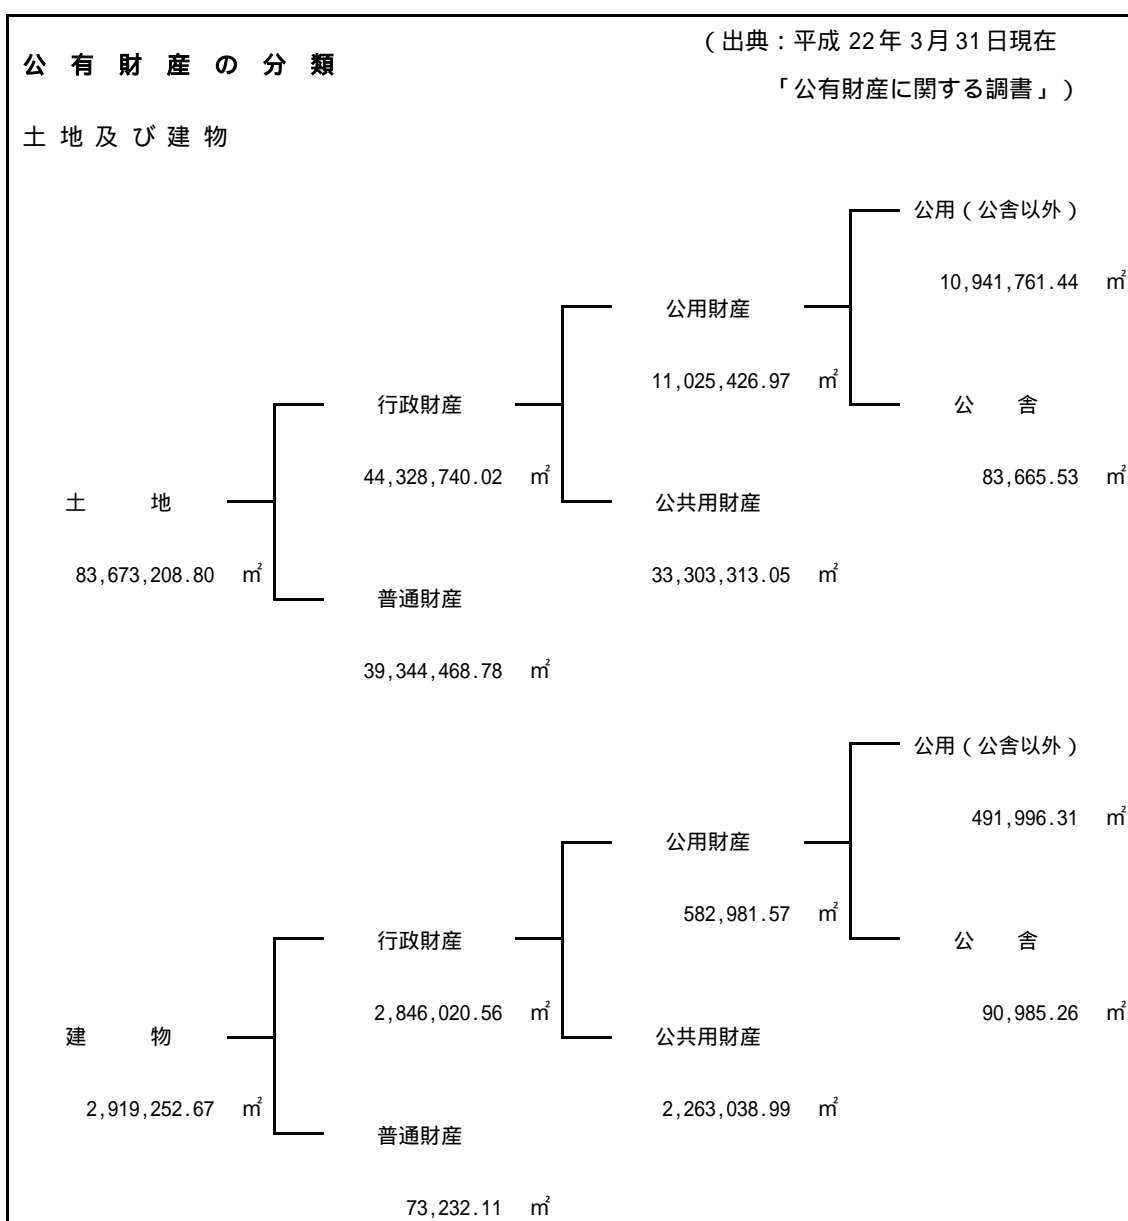 公有財産の分類
（出典：平成22年3月31日現在
「公有財産に関する調書」）
土地及び建物
公用（公舎以外）
10,941,761.44 ㎡
公用財産
11,025,426.97 ㎡
行政財産
公舎
44,328,740.02 ㎡
83,665.53 ㎡
土地
公共用財産
83,673,208.80 ㎡
33,303,313.05 ㎡
普通財産
39,344,468.78 ㎡
公用（公舎以外）
491,996.31 ㎡
公用財産
582,981.57 ㎡
行政財産
公舎
2,846,020.56 ㎡
90,985.26 ㎡
建物
公共用財産
2,919,252.67 ㎡
2,263,038.99 ㎡
普通財産
73,232.11 ㎡